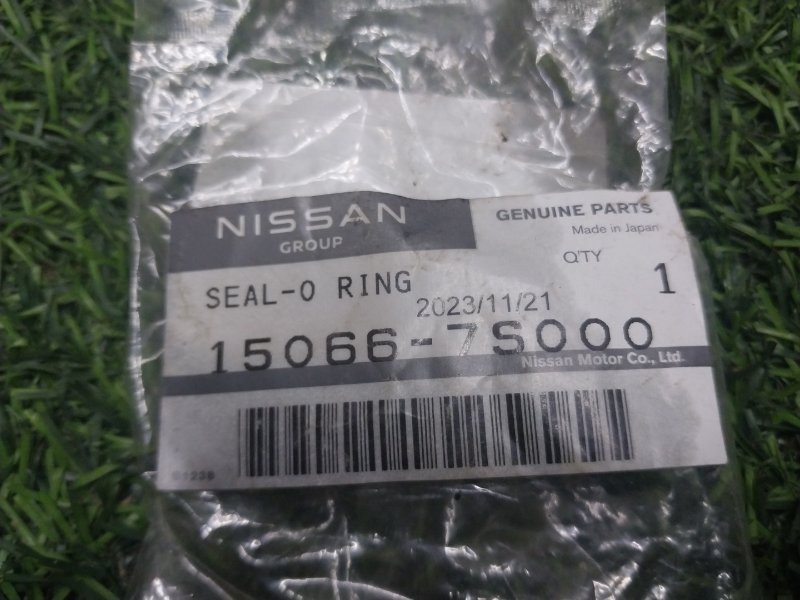 NISSAN
GROUP
GENUINE PARTS
Made in Japan
Q'TY 1
SEAL-O RING
2023/11/21
15066-7S000
Nissan Motor Co., Ltd.